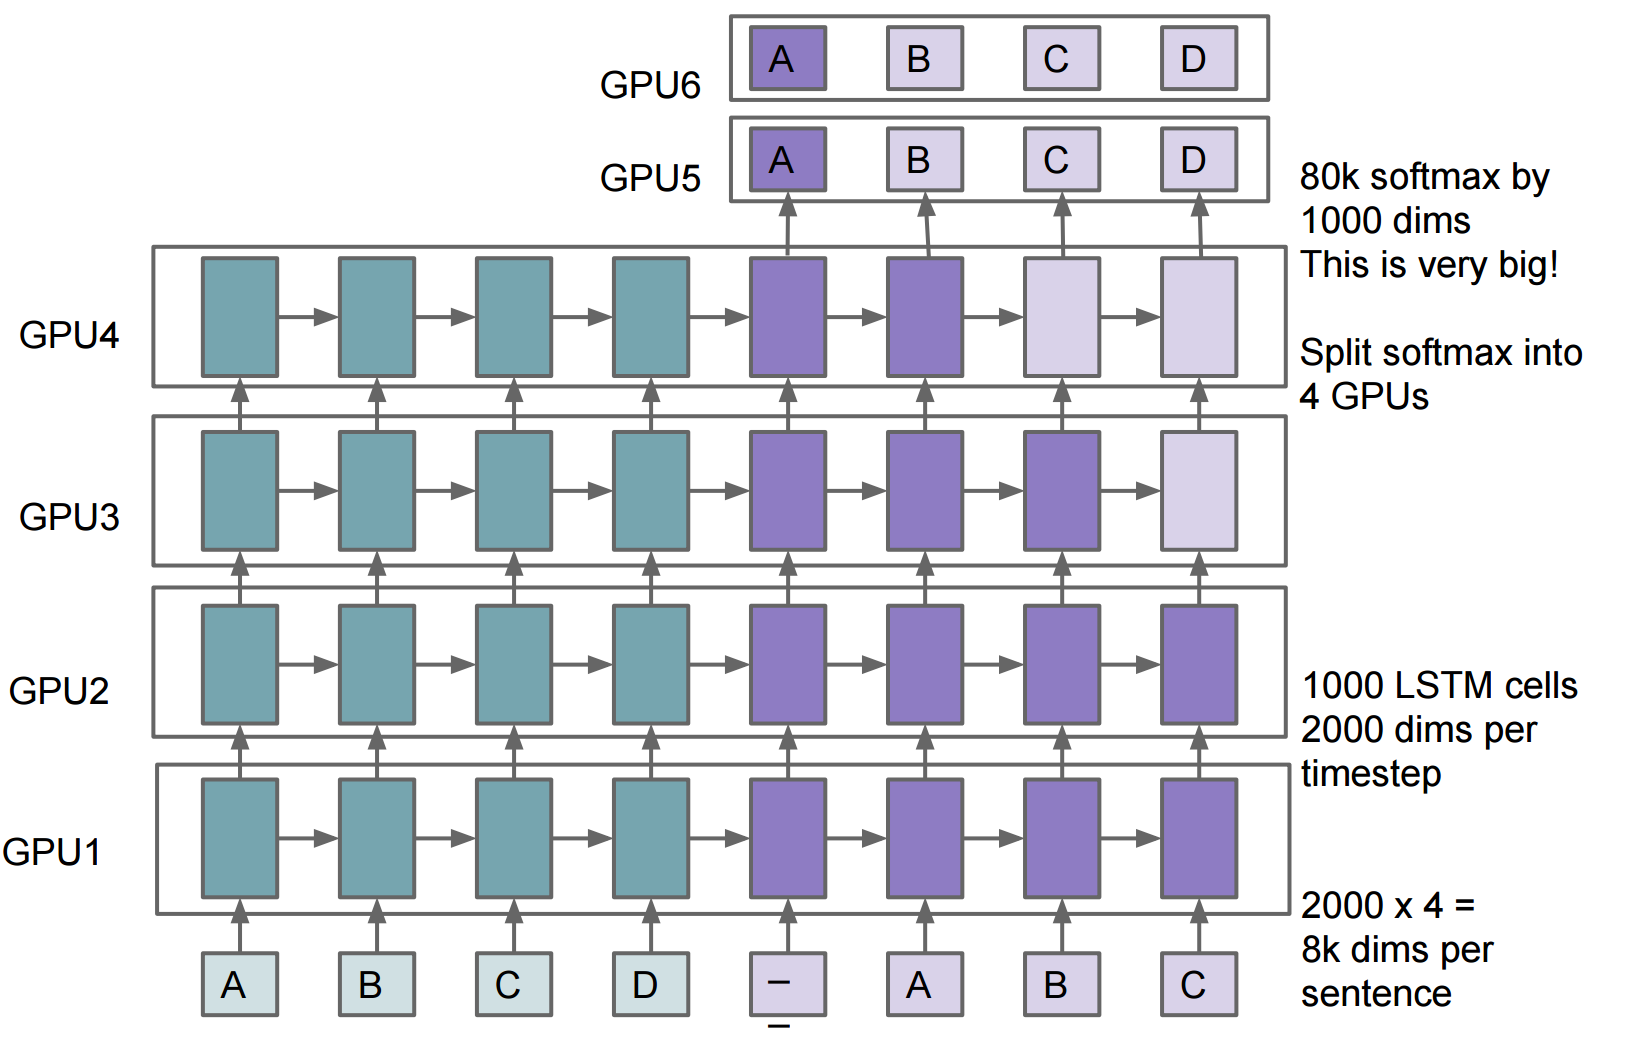 GPU6
A B C D
GPU5
A B C D
80k softmax by
1000 dims
This is very big!
Split softmax into
4 GPUs
GPU4
GPU3
GPU2
1000 LSTM cells
2000 dims per
timestep
GPU1
2000 x 4 =
8k dims per
sentence
A B C D _ A B C
_